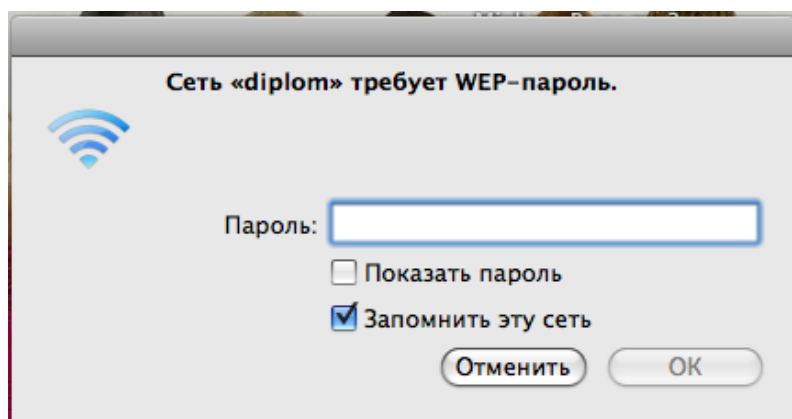 Сеть «diplom» требует WEP-пароль.
Пароль:
Показать пароль
Запомнить эту сеть
Отменить
OK